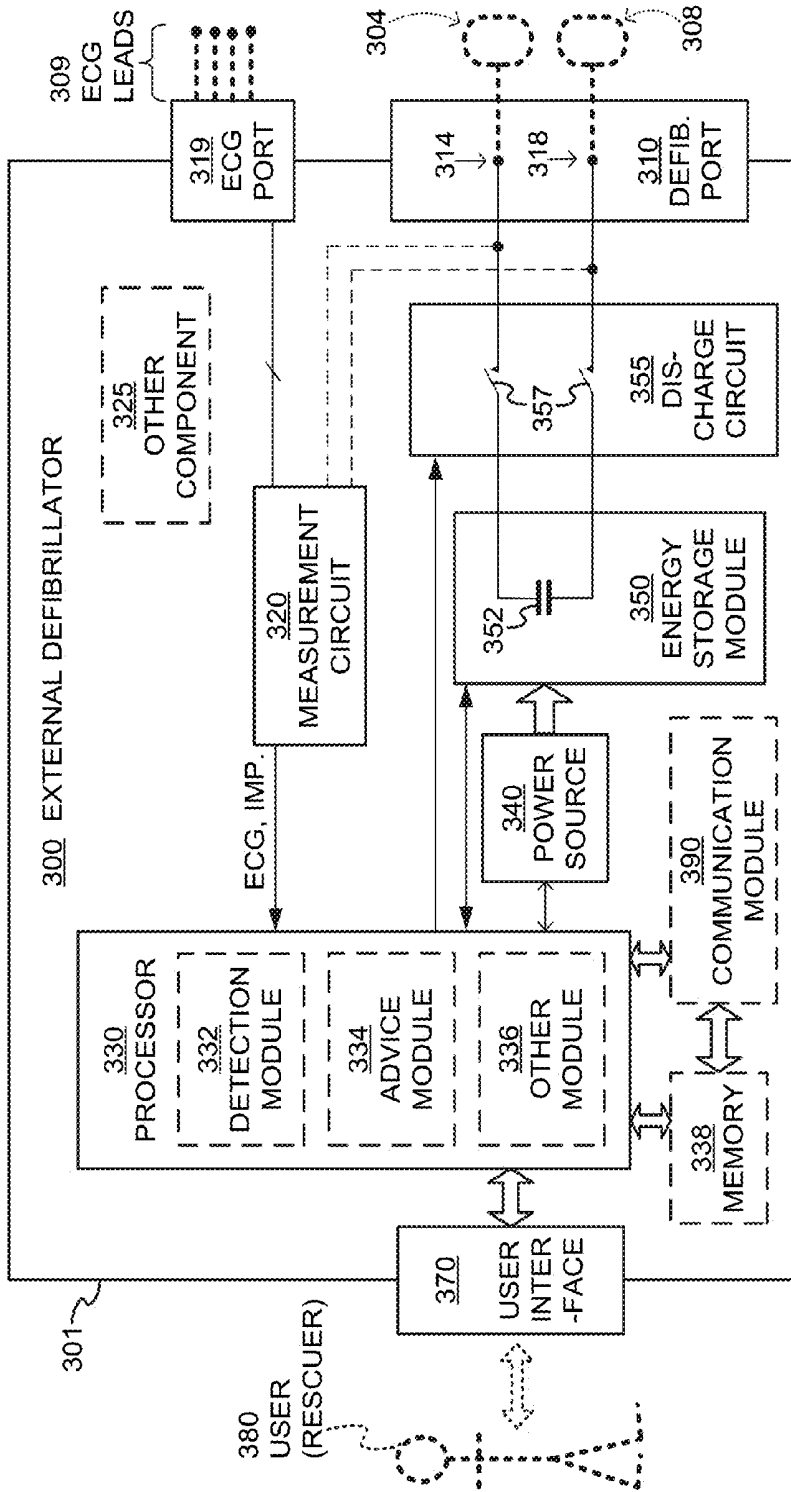 300 EXTERNAL DEFIBRILLATOR
301
309
ECG
LEADS
319
ECG
PORT
325
OTHER
COMPONENT
304
308
314
318
310
DEFIB.
PORT
320
MEASUREMENT
CIRCUIT
ECG, IMP.
357
355
DIS-
CHARGE
CIRCUIT
352
350
ENERGY
STORAGE
MODULE
340
POWER
SOURCE
330
PROCESSOR
332
DETECTION
MODULE
334
ADVICE
MODULE
336
OTHER
MODULE
338
MEMORY
390
COMMUNICATION
MODULE
370
USER
INTER
-FACE
380
USER
(RESCUER)